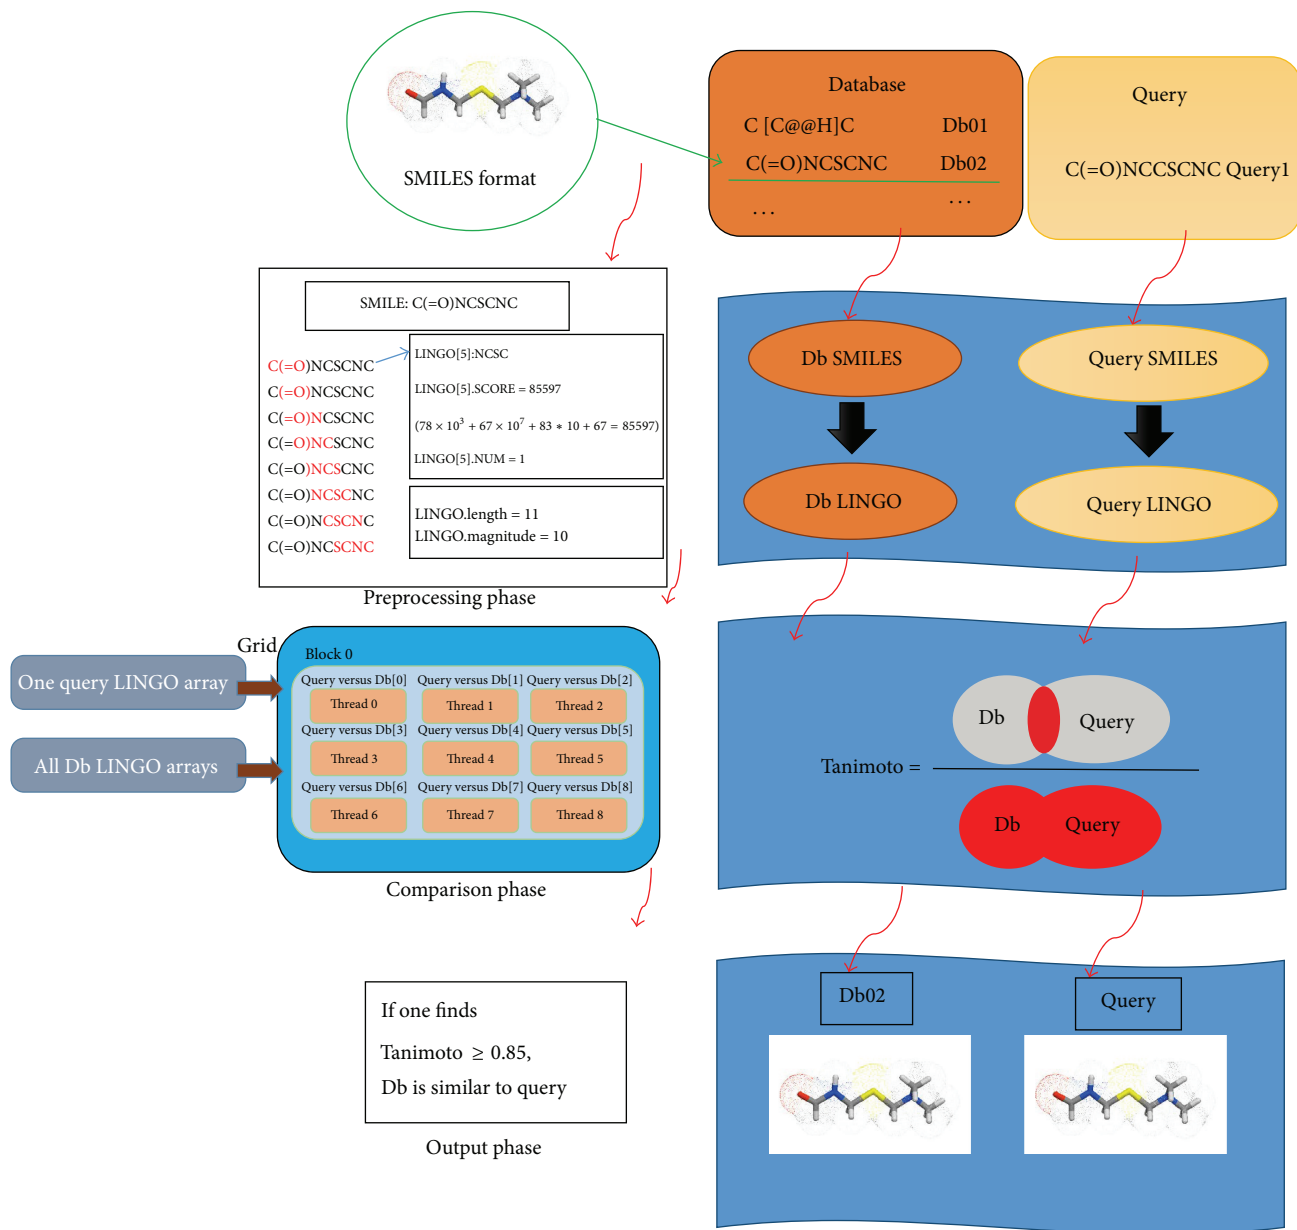 SMILES format
Database
C [C@@H]C Db01
C(=O)NCSCNC Db02
... ...
Query
C(=O)NCCSCNC Query1
SMILE: C(=O)NCSCNC
C(=O)NCSCNC
C(=O)NCSCNC
C(=O)NCSCNC
C(=O)NCSCNC
C(=O)NCSCNC
C(=O)NCSCNC
C(=O)NCSCNC
C(=O)NCSCNC
LINGO[5]:NCSC
LINGO[5].SCORE = 85597
(78 × 10³ + 67 × 10⁷ + 83 * 10 + 67 = 85597)
LINGO[5].NUM = 1
LINGO.length = 11
LINGO.magnitude = 10
Preprocessing phase
Db SMILES
Query SMILES
Db LINGO
Query LINGO
One query LINGO array
All Db LINGO arrays
Grid
Block 0
Query versus Db[0] Query versus Db[1] Query versus Db[2]
Thread 0 Thread 1 Thread 2
Query versus Db[3] Query versus Db[4] Query versus Db[5]
Thread 3 Thread 4 Thread 5
Query versus Db[6] Query versus Db[7] Query versus Db[8]
Thread 6 Thread 7 Thread 8
Comparison phase
Db Query
Tanimoto =
Db Query
If one finds
Tanimoto ≥ 0.85,
Db is similar to query
Output phase
Db02
Query